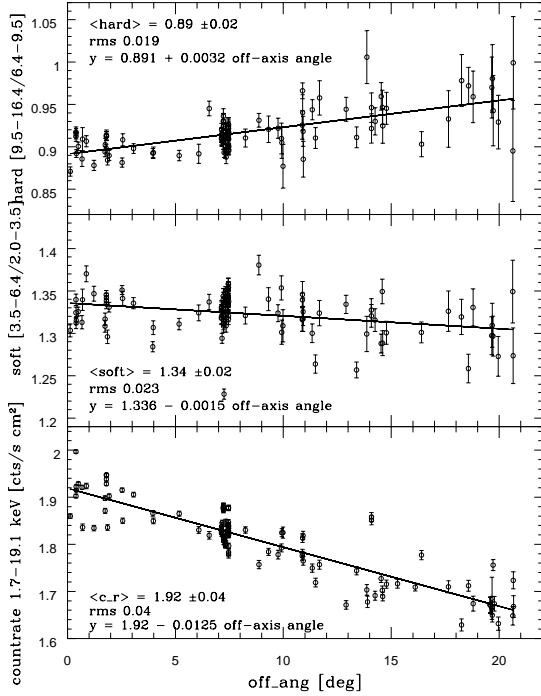 <hard> = 0.89 ±0.02
rms 0.019
y = 0.891 + 0.0032 off-axis angle
hard [9.5-16.4/6.4-9.5]
1.05
1
0.95
0.9
0.85
<soft> = 1.34 ±0.02
rms 0.023
y = 1.336 - 0.0015 off-axis angle
soft [3.5-6.4/2.0-3.5]
1.4
1.35
1.3
1.25
1.2
<c_r> = 1.92 ±0.04
rms 0.04
y = 1.92 - 0.0125 off-axis angle
countrate 1.7-19.1 keV [cts/s cm²]
2
1.9
1.8
1.7
1.6
0 5 10 15 20
off_ang [deg]